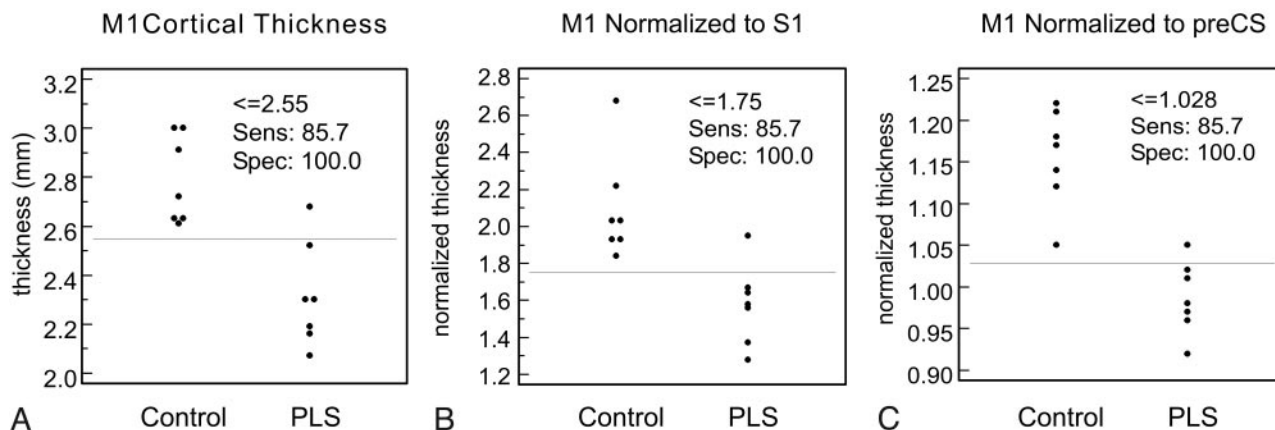 M1Cortical Thickness
thickness (mm)
3.2
3.0
2.8
2.6
2.4
2.2
2.0
<=2.55
Sens: 85.7
Spec: 100.0
A
Control PLS
M1 Normalized to S1
normalized thickness
2.8
2.6
2.4
2.2
2.0
1.8
1.6
1.4
1.2
<=1.75
Sens: 85.7
Spec: 100.0
B
Control PLS
M1 Normalized to preCS
normalized thickness
1.25
1.20
1.15
1.10
1.05
1.00
0.95
0.90
<=1.028
Sens: 85.7
Spec: 100.0
C
Control PLS